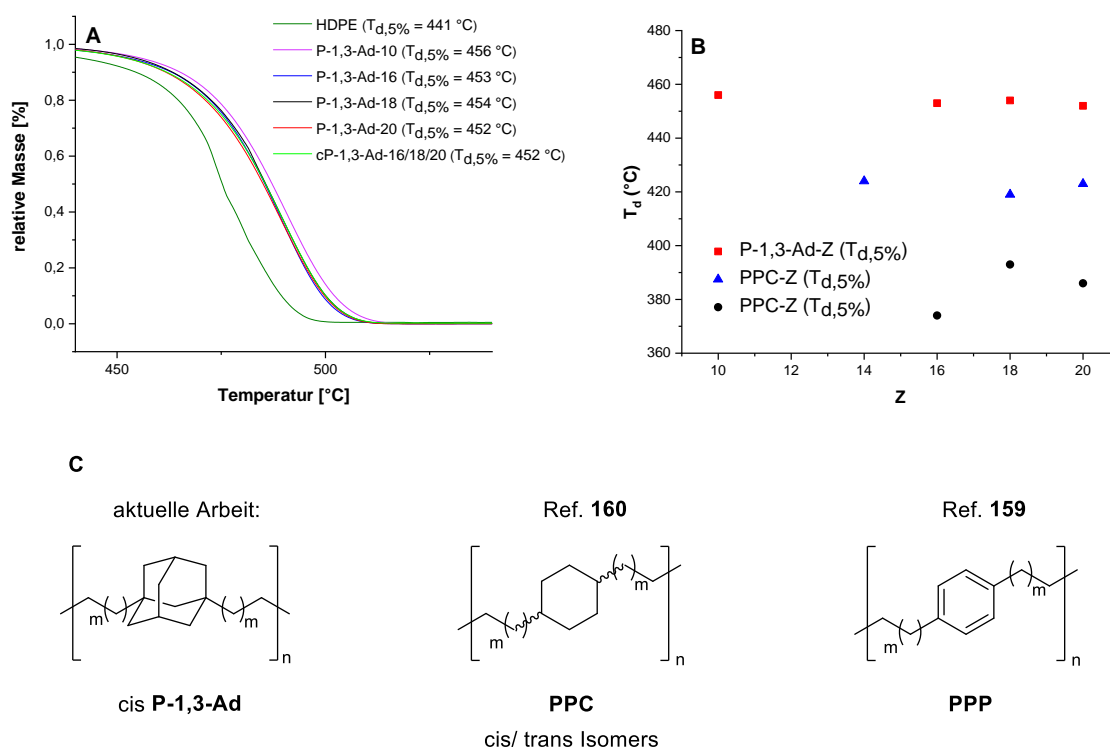 A
HDPE (Td,5% = 441 °C)
P-1,3-Ad-10 (Td,5% = 456 °C)
P-1,3-Ad-16 (Td,5% = 453 °C)
P-1,3-Ad-18 (Td,5% = 454 °C)
P-1,3-Ad-20 (Td,5% = 452 °C)
cP-1,3-Ad-16/18/20 (Td,5% = 452 °C)
relative Masse [%]
1,0
0,8
0,6
0,4
0,2
0,0
450 500
Temperatur [°C]
B
Td (°C)
480
460
440
420
400
380
360
P-1,3-Ad-Z (Td,5%)
PPC-Z (Td,5%)
PPC-Z (Td,5%)
10 12 14 16 18 20
Z
C
aktuelle Arbeit: Ref. 160 Ref. 159
m m n
m m n
m m n
cis P-1,3-Ad PPC PPP
cis/ trans Isomers